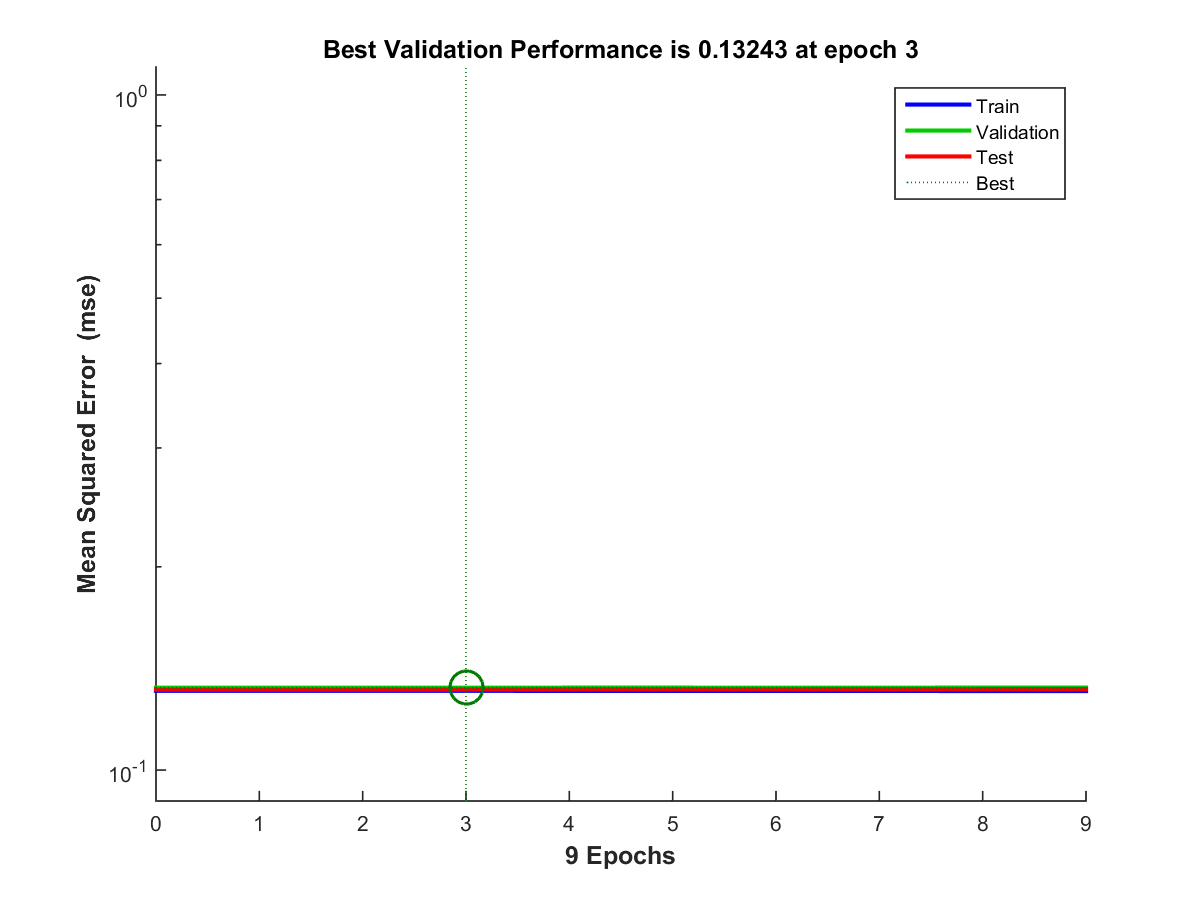 Best Validation Performance is 0.13243 at epoch 3
10^0
10^-1
Mean Squared Error (mse)
Train
Validation
Test
Best
0 1 2 3 4 5 6 7 8 9
9 Epochs